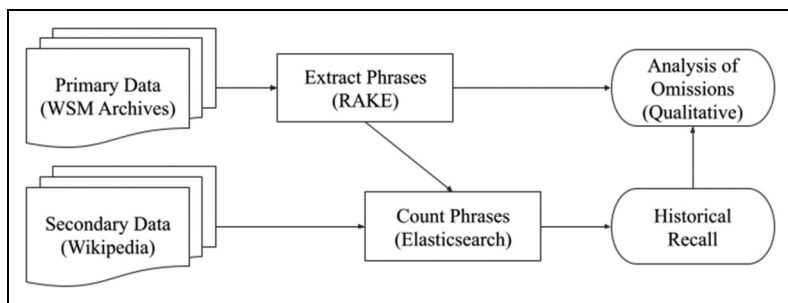 Primary Data
(WSM Archives)
Extract Phrases
(RAKE)
Analysis of
Omissions
(Qualitative)
Secondary Data
(Wikipedia)
Count Phrases
(Elasticsearch)
Historical
Recall